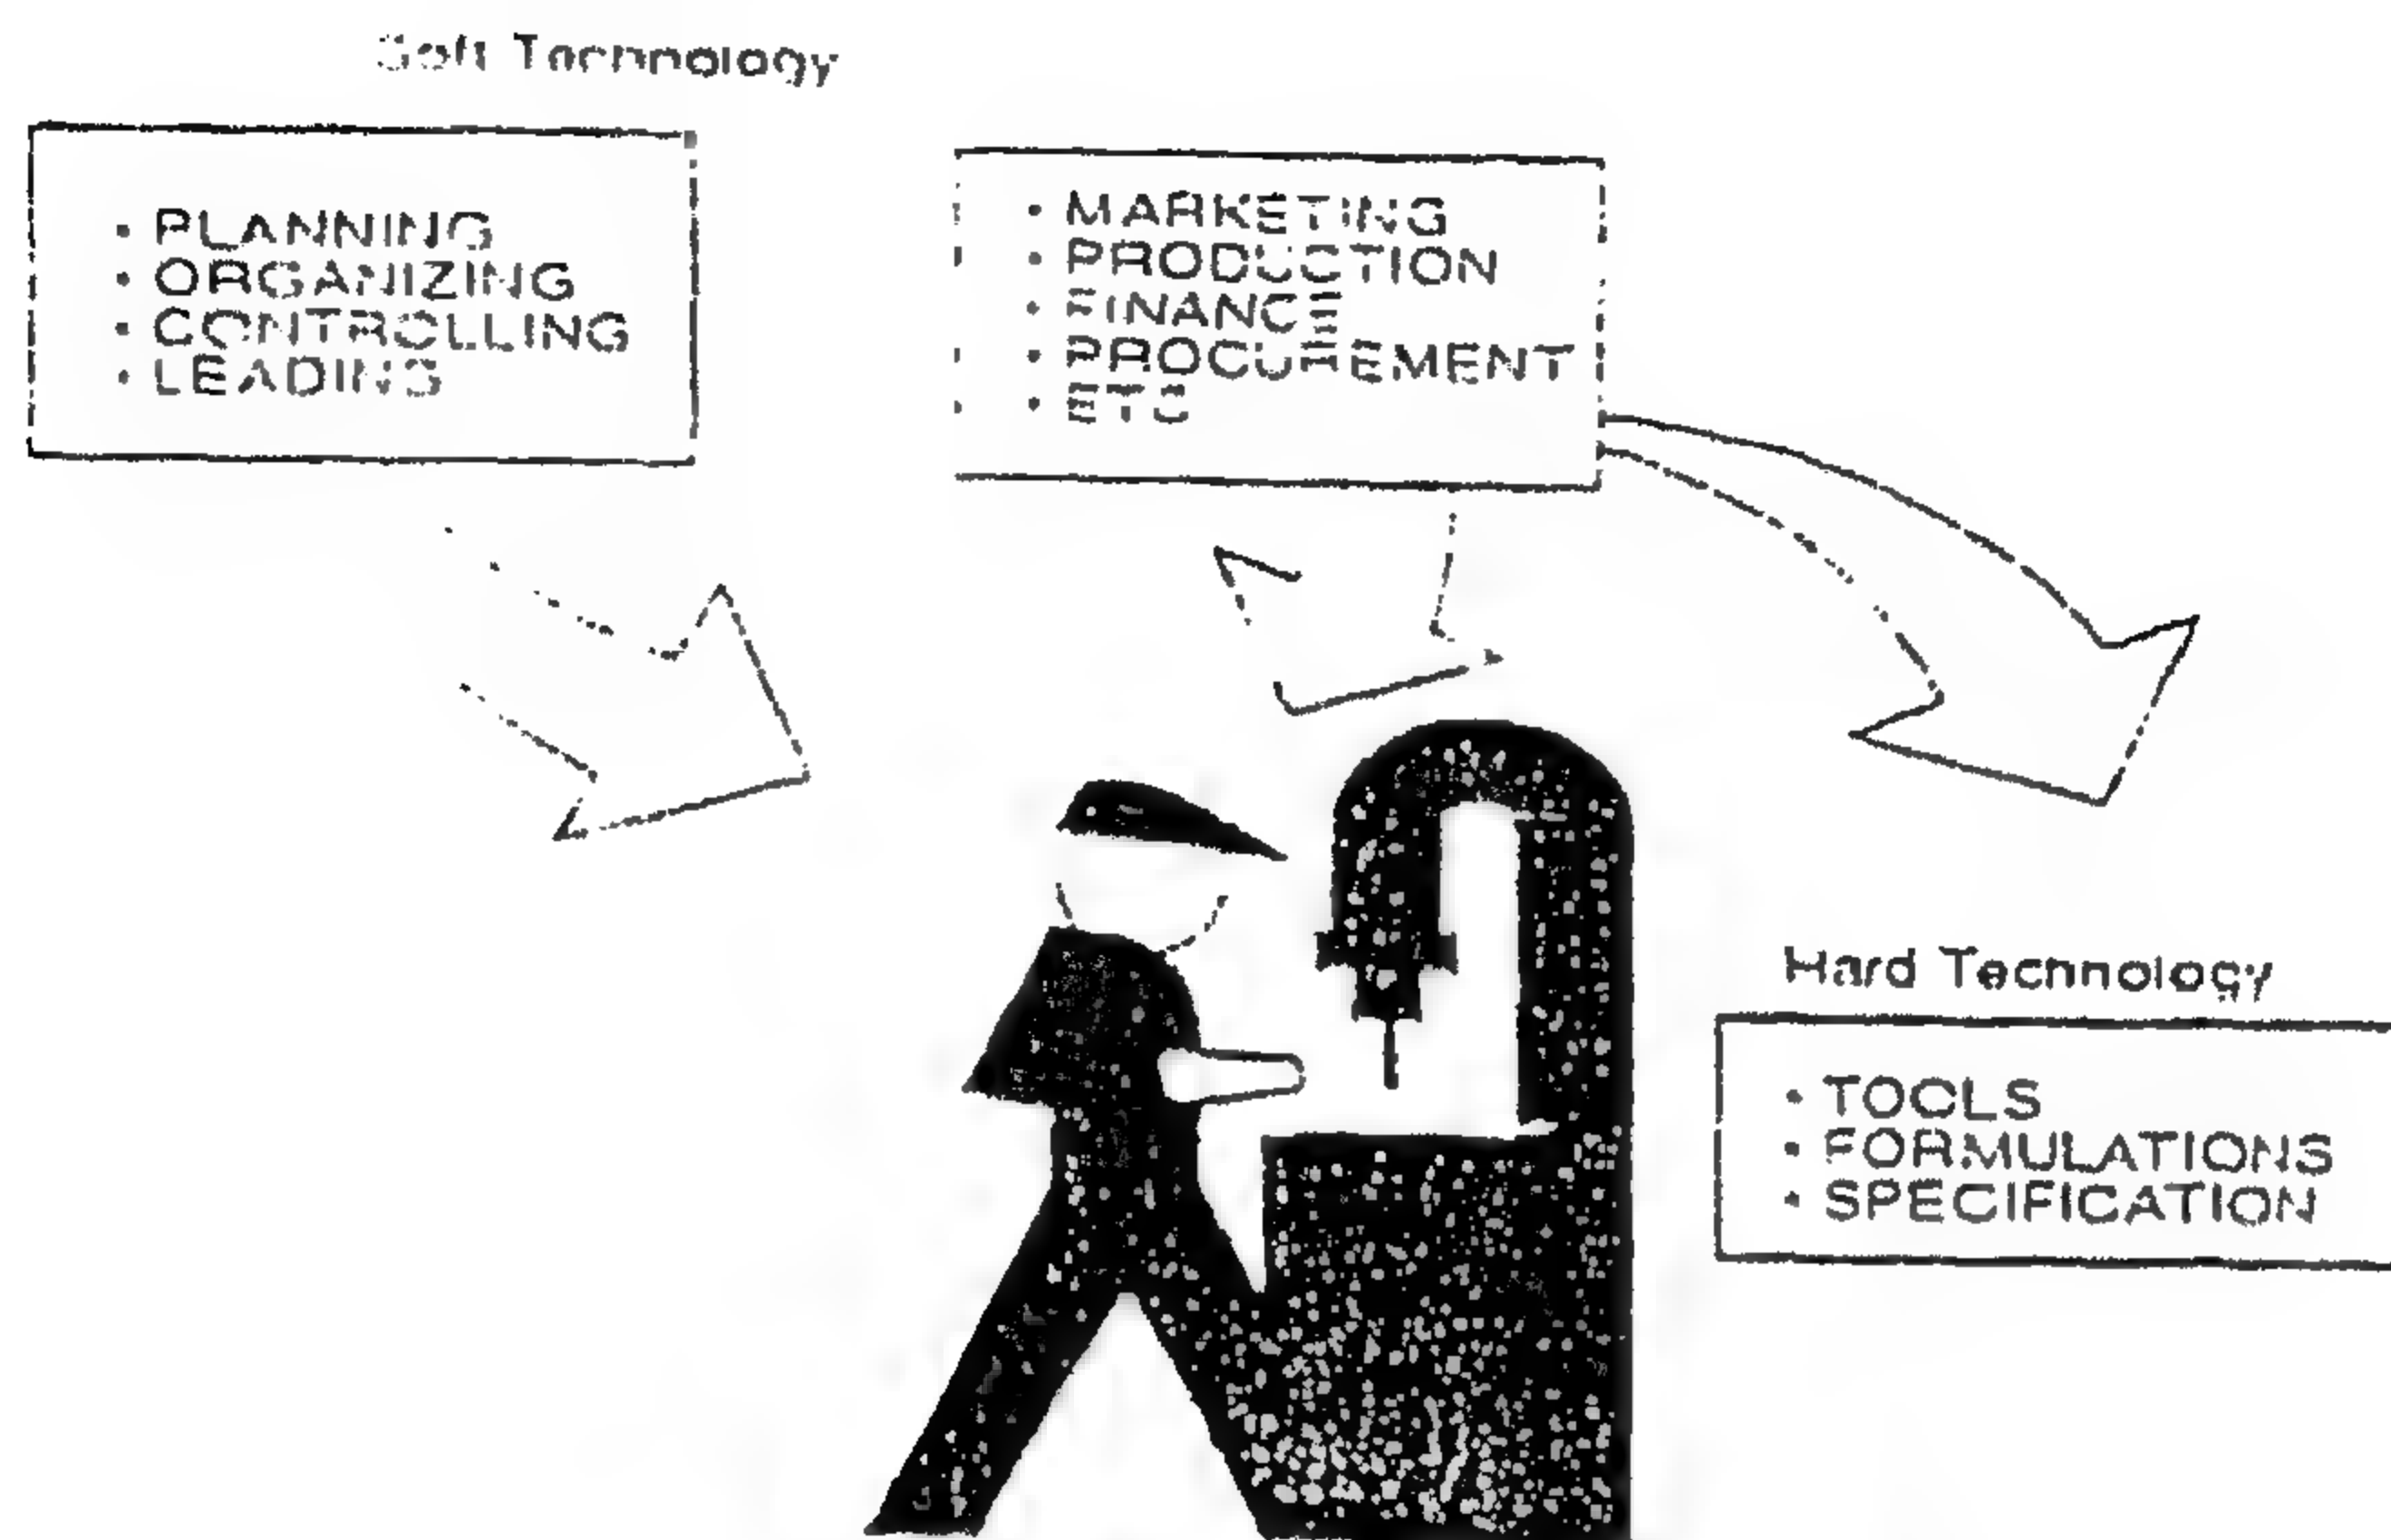 Soft Technology
• PLANNING
• ORGANIZING
• CONTROLLING
• LEADING
• MARKETING
• PRODUCTION
• FINANCE
• PROCUREMENT
• ETC
Hard Technology
• TOOLS
• FORMULATIONS
• SPECIFICATION